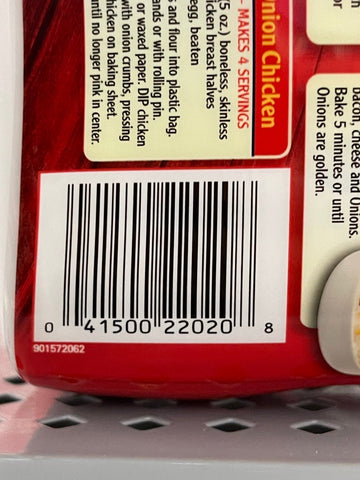 nion Chicken
- MAKES 4 SERVINGS
(5 oz.) boneless, skinless
icken breast halves
egg, beaten
s and flour into plastic bag.
ands or with rolling pin.
or waxed paper, DIP chicken
with onion crumbs, pressing
hicken on baking sheet.
until no longer pink in center.
bacon, cheese and Onions.
Bake 5 minutes or until
Onions are golden.
0 41500 22020 8
901572062